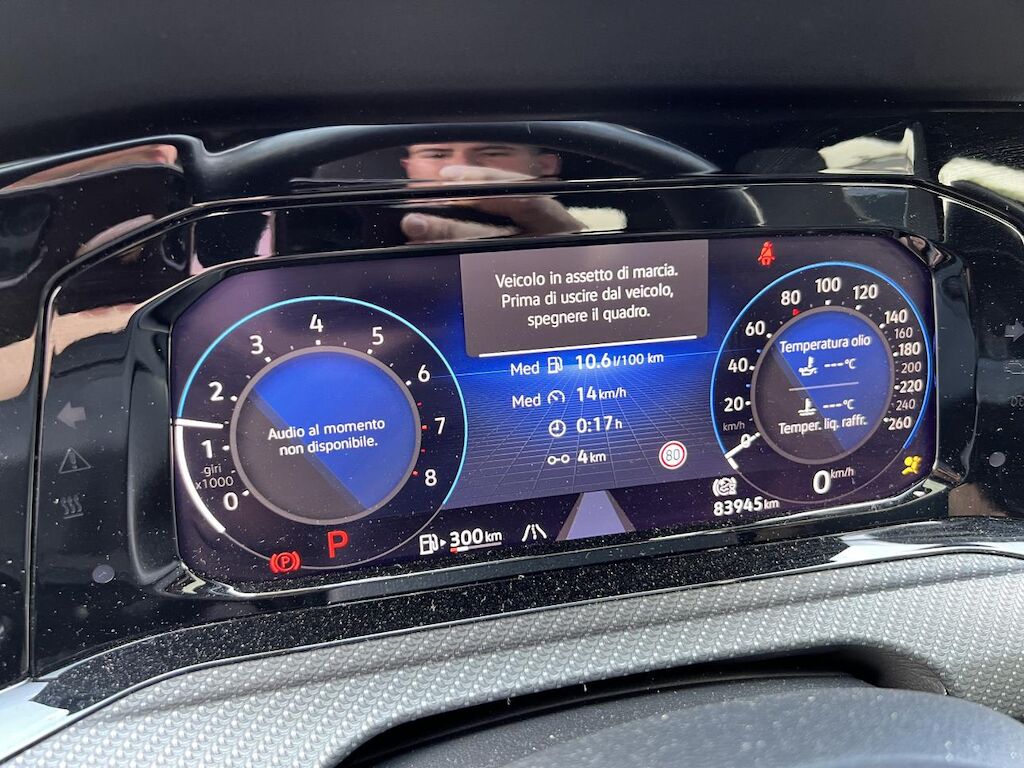 Veicolo in assetto di marcia.
Prima di uscire dal veicolo,
spegnere il quadro.
Med 10.6 l/100 km
Med 14 km/h
0:17 h
4 km
80
0
1
2
3
4
5
6
7
8
giri
x1000
Audio al momento
non disponibile.
P
P
300 km
0
20
40
60
80
100
120
140
160
180
200
220
240
260
km/h
Temperatura olio
---°C
---°C
Temper. liq. raffr.
0 km/h
83945 km